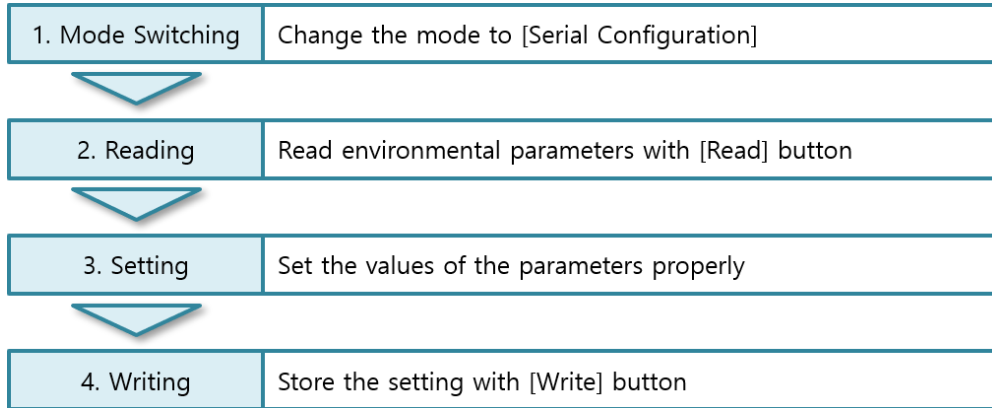 1. Mode Switching
Change the mode to [Serial Configuration]
2. Reading
Read environmental parameters with [Read] button
3. Setting
Set the values of the parameters properly
4. Writing
Store the setting with [Write] button